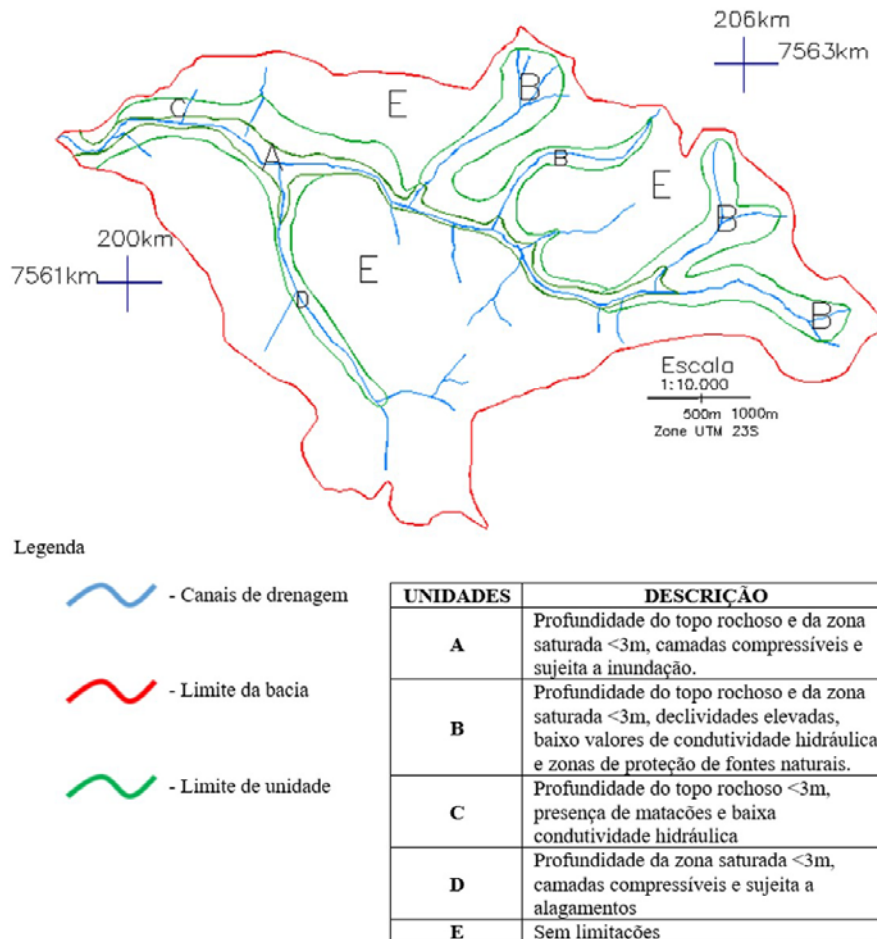 206km
7563km
E
B
C
B
A
E
B
200km
E
7561km
D
B
Escala
1:10.000
500m 1000m
Zone UTM 23S
Legenda
- Canais de drenagem
- Limite da bacia
- Limite de unidade
UNIDADES DESCRIÇÃO
A
Profundidade do topo rochoso e da zona
saturada <3m, camadas compressíveis e
sujeita a inundação.
B
Profundidade do topo rochoso e da zona
saturada <3m, declividades elevadas,
baixo valores de condutividade hidráulica
e zonas de proteção de fontes naturais.
C
Profundidade do topo rochoso <3m,
presença de matacões e baixa
condutividade hidráulica
D
Profundidade da zona saturada <3m,
camadas compressíveis e sujeita a
alagamentos
E Sem limitações